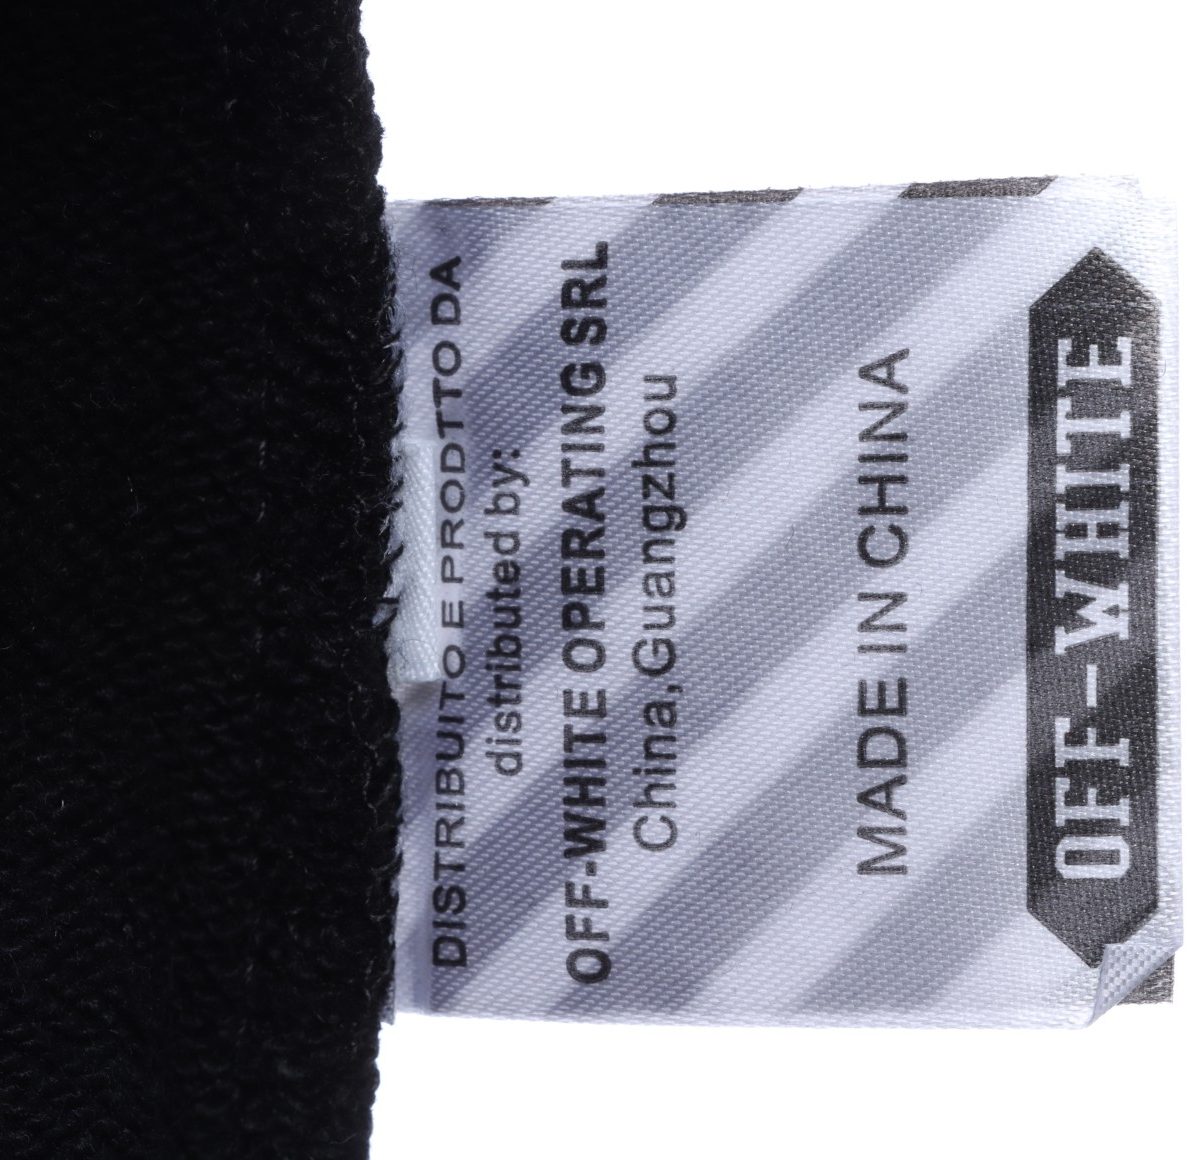 DISTRIBUITO E PRODTTO DA
distributed by:
OFF-WHITE OPERATING SRL
China,Guangzhou
MADE IN CHINA
OFF-WHITE